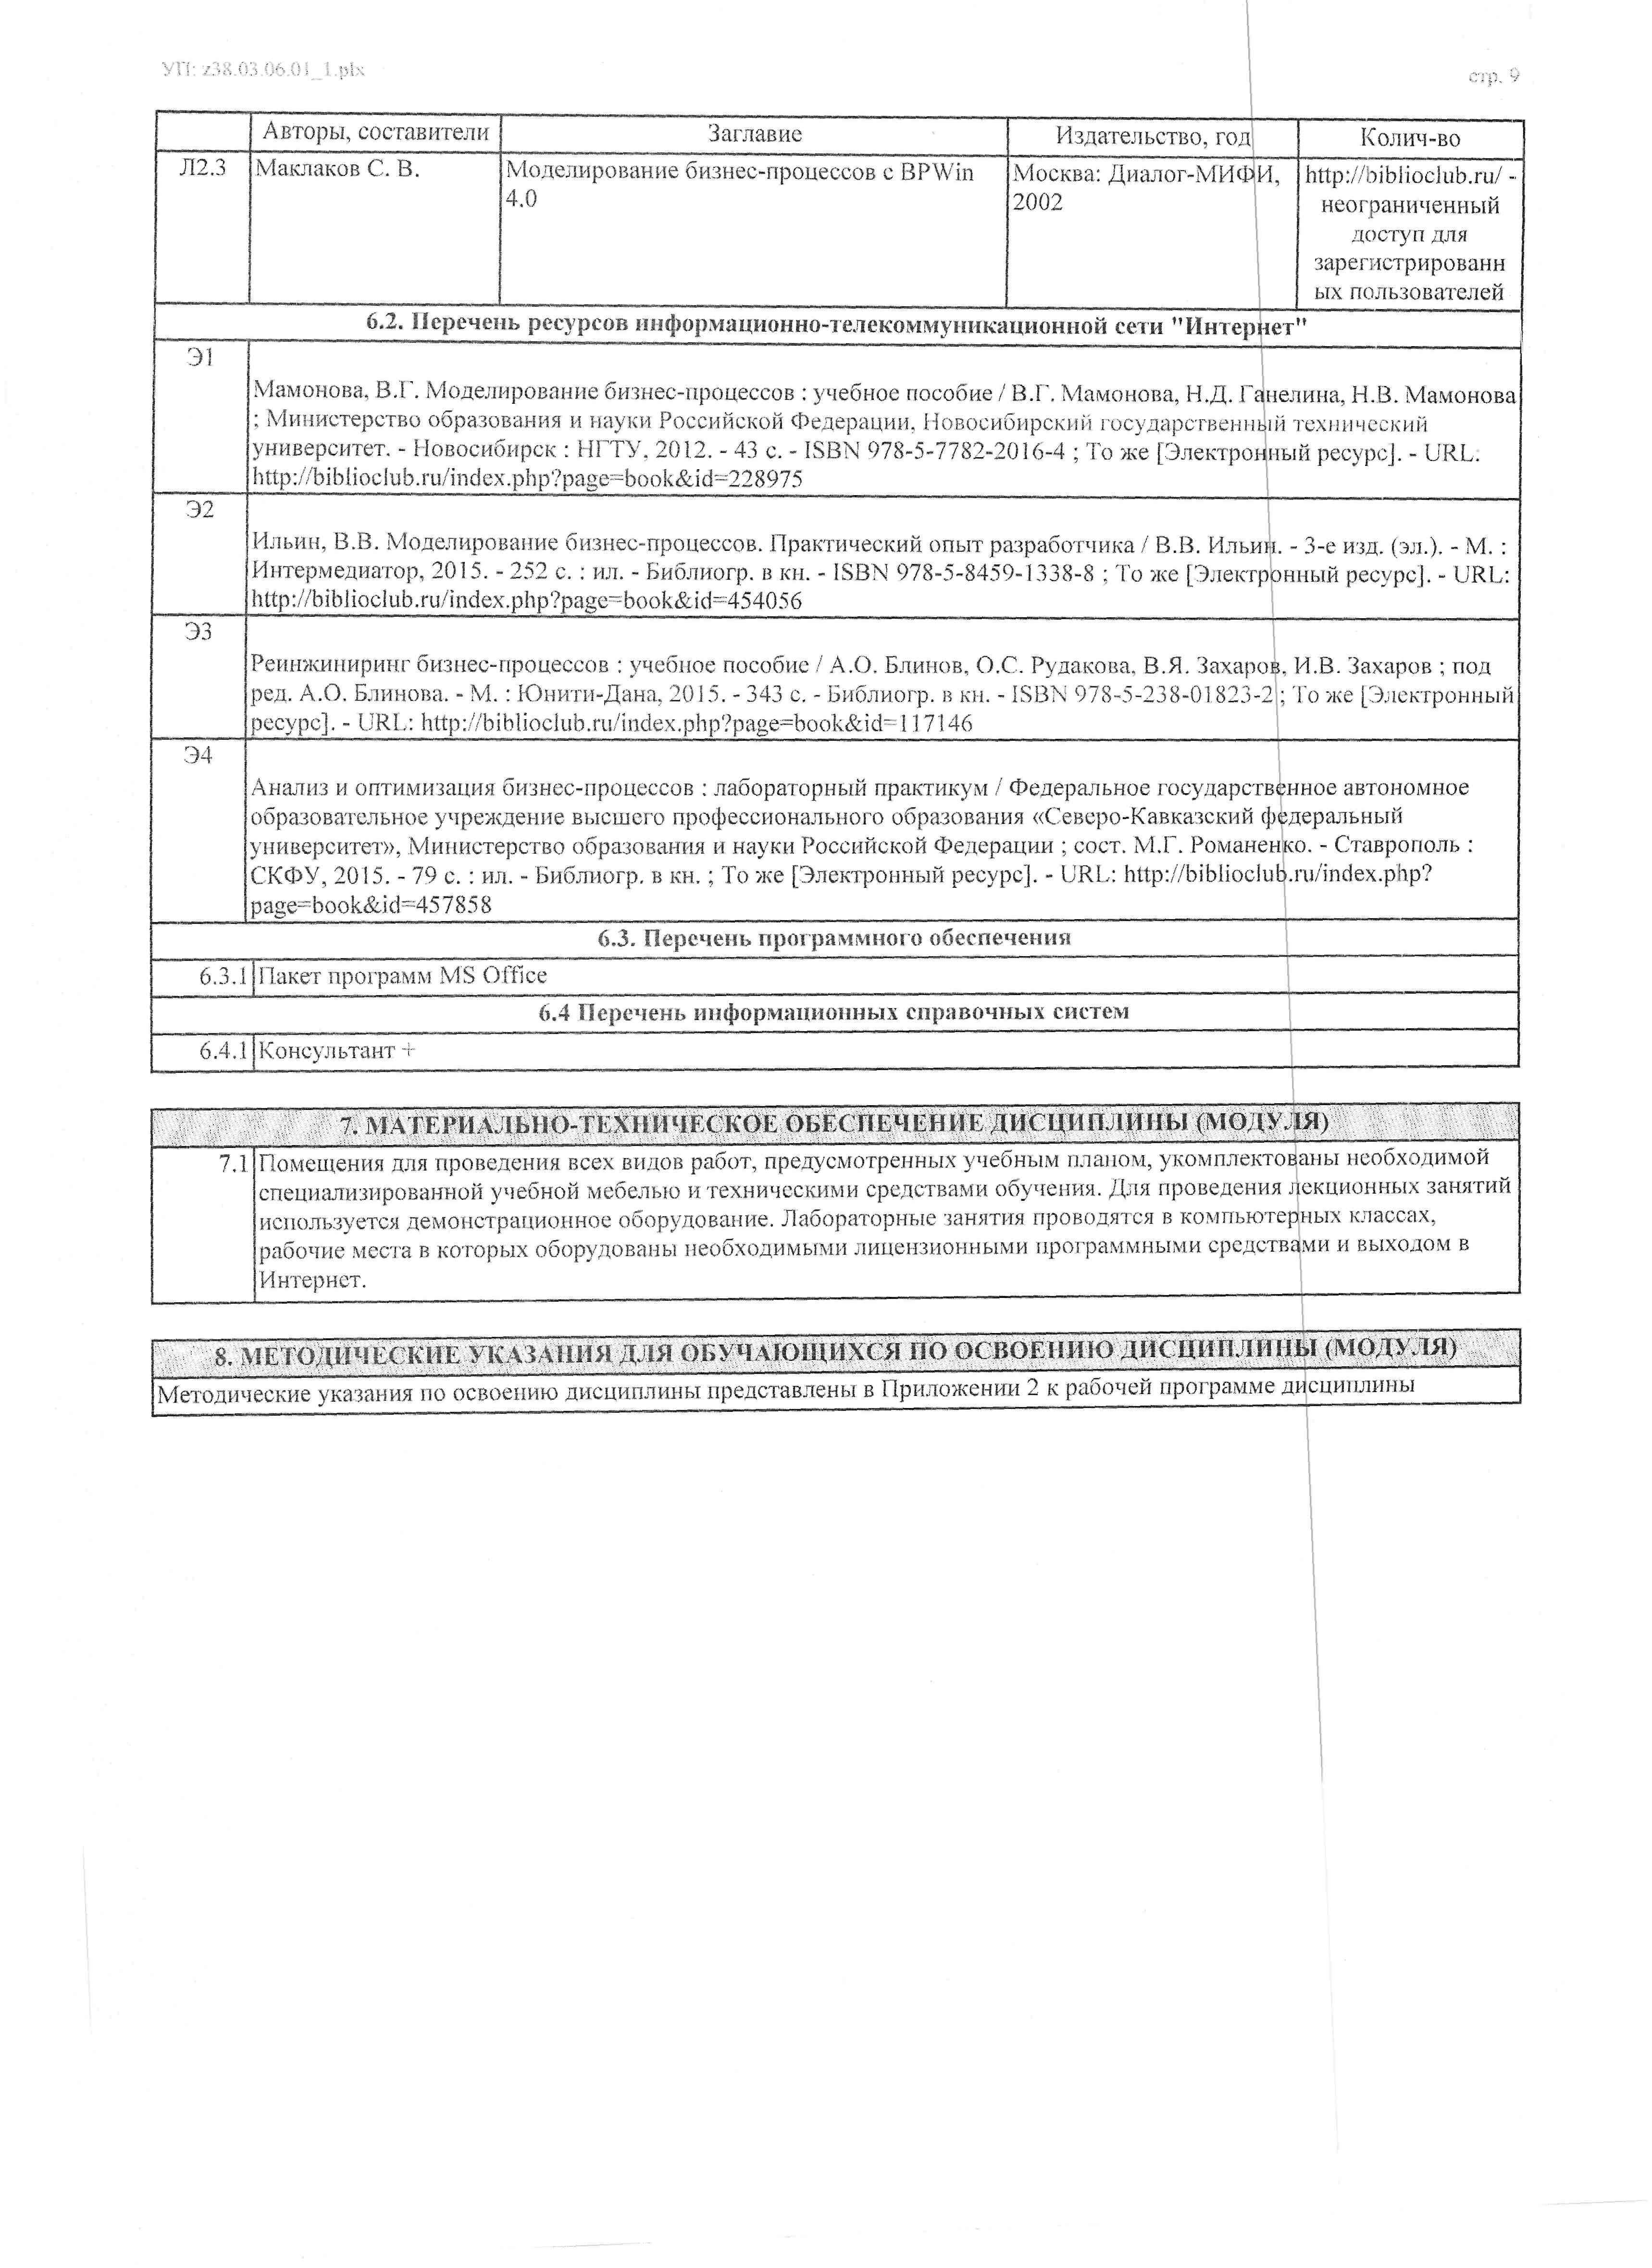 УП: z38.03.06.01_1.plx
стр. 9
Авторы, составители Заглавие Издательство, год Колич-во
Л2.3 Маклаков С. В. Моделирование бизнес-процессов с BPWin Москва: Диалог-МИФИ, http://biblioclub.ru/ -
4.0 2002 неограниченный
доступ для
зарегистрированн
ых пользователей
6.2. Перечень ресурсов информационно-телекоммуникационной сети "Интернет"
Э1
Мамонова, В.Г. Моделирование бизнес-процессов : учебное пособие / В.Г. Мамонова, Н.Д. Ганелина, Н.В. Мамонова
; Министерство образования и науки Российской Федерации, Новосибирский государственный технический
университет. - Новосибирск : НГТУ, 2012. - 43 с. - ISBN 978-5-7782-2016-4 ; То же [Электронный ресурс]. - URL:
http://biblioclub.ru/index.php?page=book&id=228975
Э2
Ильин, В.В. Моделирование бизнес-процессов. Практический опыт разработчика / В.В. Ильин. - 3-е изд. (эл.). - М. :
Интермедиатор, 2015. - 252 с. : ил. - Библиогр. в кн. - ISBN 978-5-8459-1338-8 ; То же [Электронный ресурс]. - URL:
http://biblioclub.ru/index.php?page=book&id=454056
Э3
Реинжиниринг бизнес-процессов : учебное пособие / А.О. Блинов, О.С. Рудакова, В.Я. Захаров, И.В. Захаров ; под
ред. А.О. Блинова. - М. : Юнити-Дана, 2015. - 343 с. - Библиогр. в кн. - ISBN 978-5-238-01823-2 ; То же [Электронный
ресурс]. - URL: http://biblioclub.ru/index.php?page=book&id=117146
Э4
Анализ и оптимизация бизнес-процессов : лабораторный практикум / Федеральное государственное автономное
образовательное учреждение высшего профессионального образования «Северо-Кавказский федеральный
университет», Министерство образования и науки Российской Федерации ; сост. М.Г. Романенко. - Ставрополь :
СКФУ, 2015. - 79 с. : ил. - Библиогр. в кн. ; То же [Электронный ресурс]. - URL: http://biblioclub.ru/index.php?
page=book&id=457858
6.3. Перечень программного обеспечения
6.3.1 Пакет программ MS Office
6.4 Перечень информационных справочных систем
6.4.1 Консультант +
7. МАТЕРИАЛЬНО-ТЕХНИЧЕСКОЕ ОБЕСПЕЧЕНИЕ ДИСЦИПЛИНЫ (МОДУЛЯ)
7.1 Помещения для проведения всех видов работ, предусмотренных учебным планом, укомплектованы необходимой
специализированной учебной мебелью и техническими средствами обучения. Для проведения лекционных занятий
используется демонстрационное оборудование. Лабораторные занятия проводятся в компьютерных классах,
рабочие места в которых оборудованы необходимыми лицензионными программными средствами и выходом в
Интернет.
8. МЕТОДИЧЕСКИЕ УКАЗАНИЯ ДЛЯ ОБУЧАЮЩИХСЯ ПО ОСВОЕНИЮ ДИСЦИПЛИНЫ (МОДУЛЯ)
Методические указания по освоению дисциплины представлены в Приложении 2 к рабочей программе дисциплины